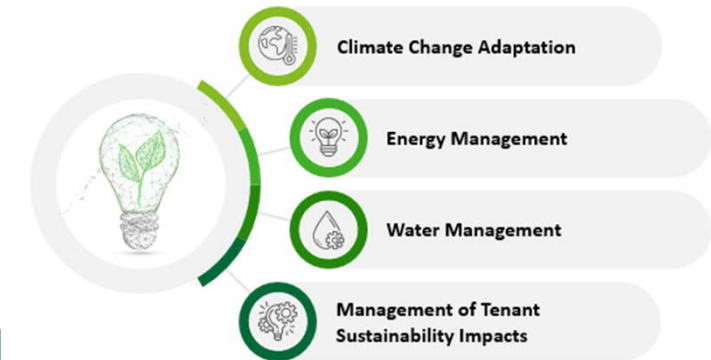 Climate Change Adaptation
Energy Management
Water Management
Management of Tenant
Sustainability Impacts